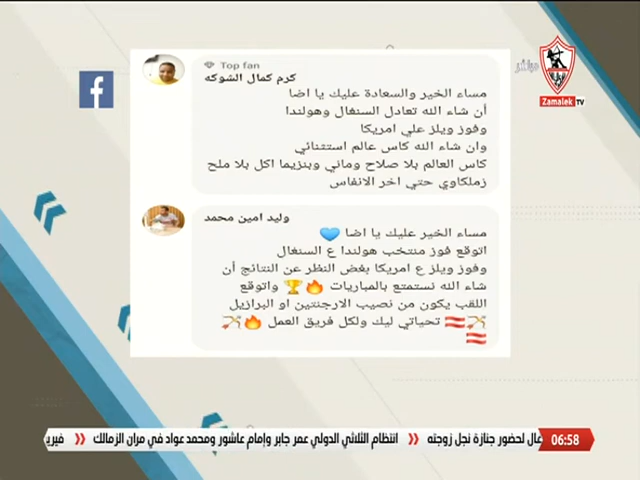 Top fan
كرم كمال الشوكه
مساء الخير والسعادة عليك يا اضا
أن شاء الله تعادل السنغال وهولندا
وفوز ويلز علي امريكا
وان شاء الله كاس عالم استثنائي
كاس العالم بلا صلاح وماني وبنزيما اكل بلا ملح
زملكاوي حتي اخر الانفاس
وليد امين محمد
مساء الخير عليك يا اضا 💙
اتوقع فوز منتخب هولندا ع السنغال
وفوز ويلز ع امريكا بغض النظر عن النتائج أن
شاء الله نستمتع بالمباريات 🔥🏆 واتوقع
اللقب يكون من نصيب الارجنتين او البرازيل
🏹🇦🇹 تحياتي ليك ولكل فريق العمل 🔥🏹
🇦🇹
مباشر
Zamalek TV
06:58
عال لحضور جنازة نجل زوجته » انتظام الثلاثي الدولي عمر جابر وإمام عاشور ومحمد عواد في مران الزمالك » فيري